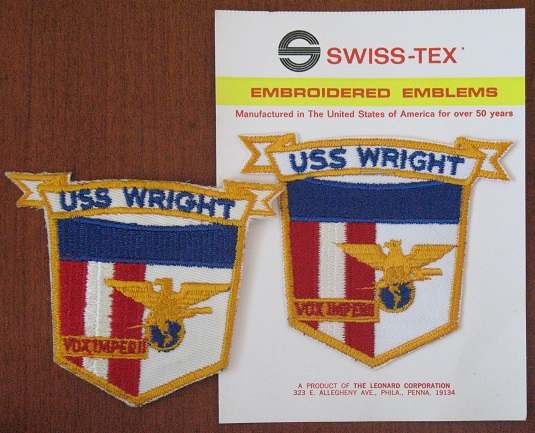 SWISS-TEX
EMBROIDERED EMBLEMS
Manufactured in The United States of America for over 50 years
USS WRIGHT
VOX IMPERII
USS WRIGHT
VOX IMPERII
A PRODUCT OF THE LEONARD CORPORATION
323 E. ALLEGHENY AVE., PHILA., PENNA. 19134